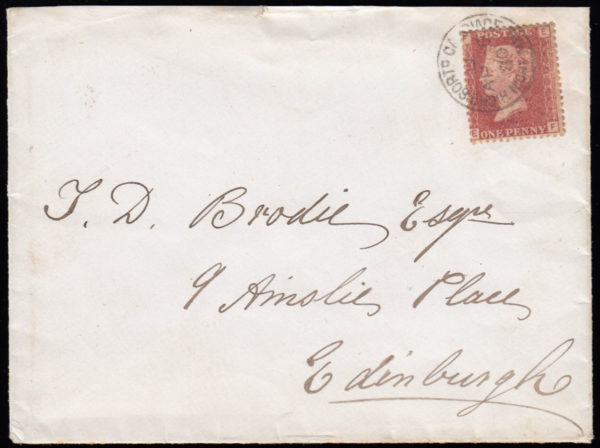 POSTAGE
E
ONE PENNY
E F
J. D. Brodie Esqre
9 Ainslie Place
Edinburgh